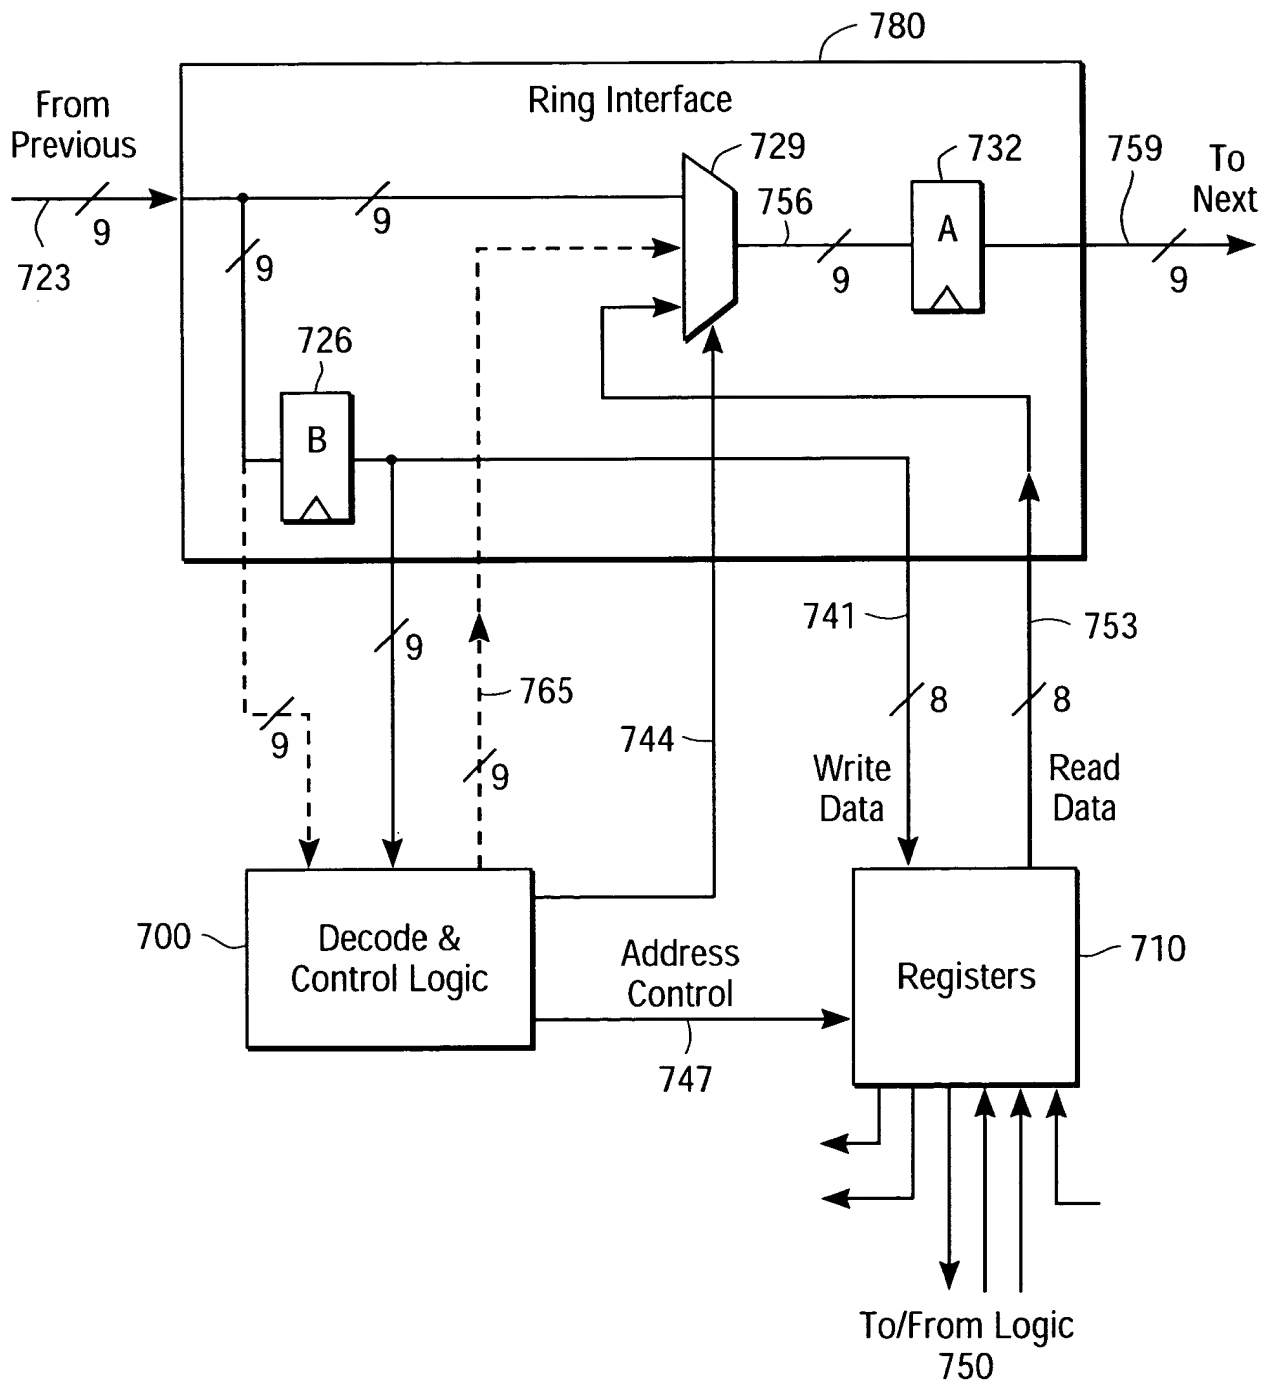 780
From
Previous
Ring Interface
729
732
759
To
Next
9
9
756
A
723
9
9
9
726
B
741
753
9
765
8
8
9
9
744
Write
Data
Read
Data
700
Decode &
Control Logic
Address
Control
Registers
710
747
To/From Logic
750